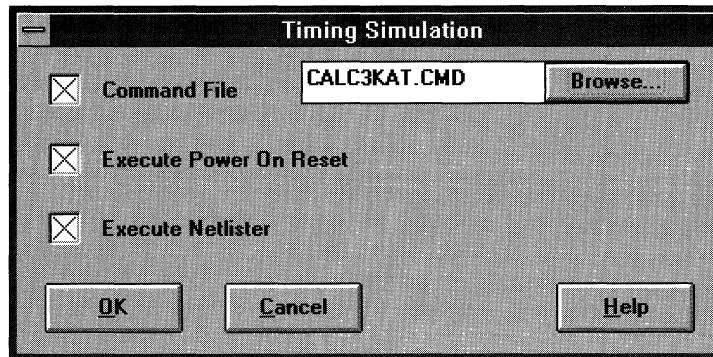 Timing Simulation
Command File CALC3KAT.CMD Browse...
Execute Power On Reset
Execute Netlister
OK Cancel Help